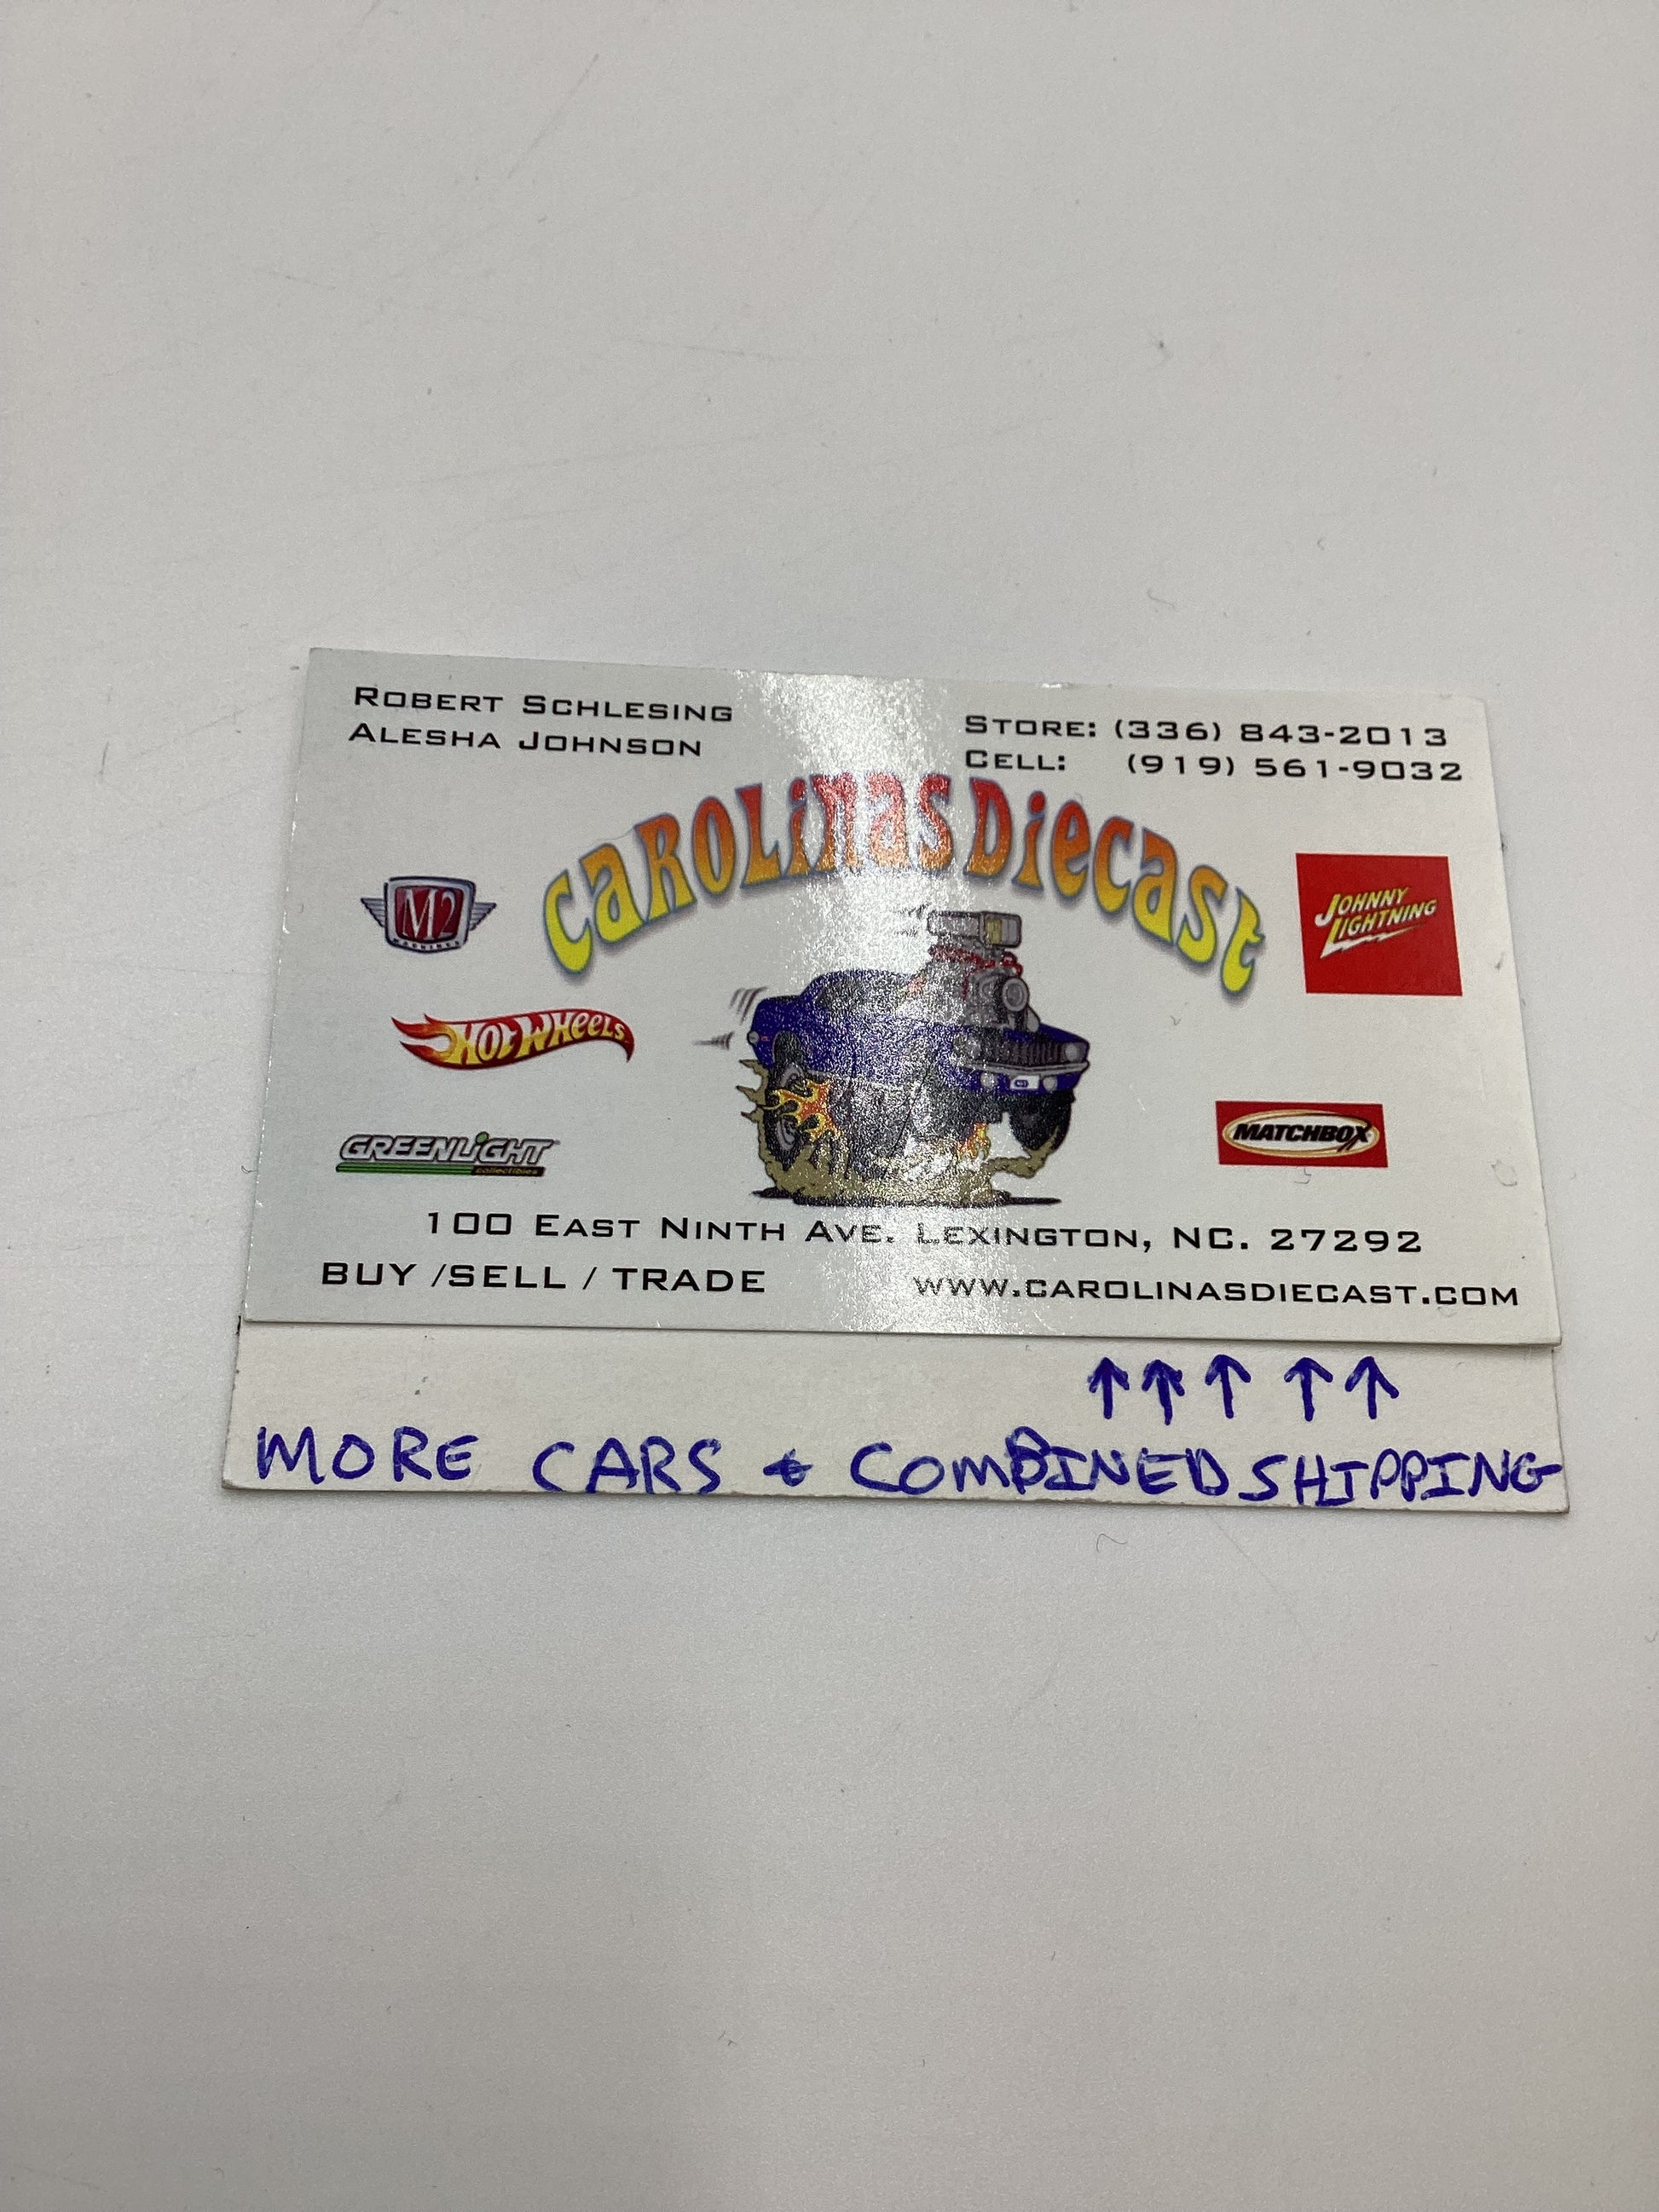 ROBERT SCHLESING
ALESHA JOHNSON
STORE: (336) 843-2013
CELL: (919) 561-9032
CAROLINAS DIECAST
M2
MACHINES
JOHNNY
LIGHTNING
HOT WHEELS
GREENLIGHT
collectibles
MATCHBOX
100 EAST NINTH AVE. LEXINGTON, NC. 27292
BUY /SELL / TRADE
WWW.CAROLINASDIECAST.COM
↑↑↑ ↑↑
MORE CARS & COMBINED SHIPPING